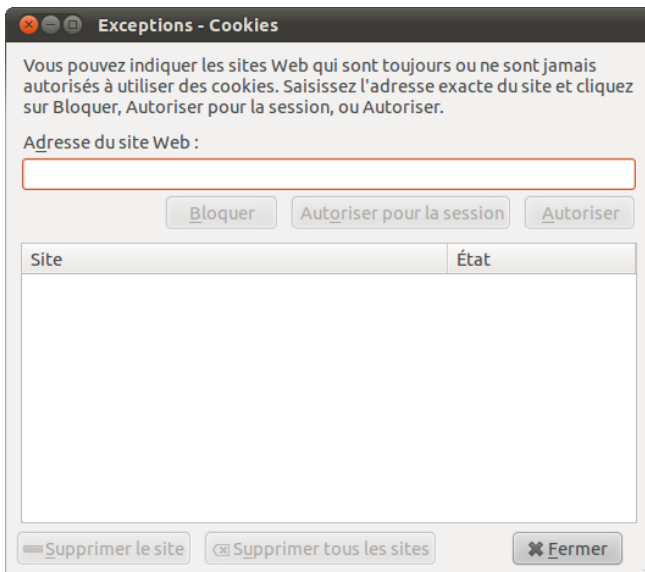 Exceptions - Cookies
Vous pouvez indiquer les sites Web qui sont toujours ou ne sont jamais
autorisés à utiliser des cookies. Saisissez l'adresse exacte du site et cliquez
sur Bloquer, Autoriser pour la session, ou Autoriser.
Adresse du site Web :
Bloquer Autoriser pour la session Autoriser
Site État
Supprimer le site Supprimer tous les sites Fermer